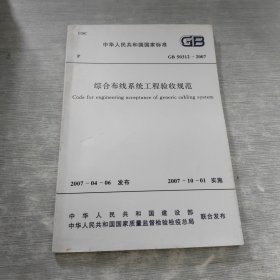 UDC
中华人民共和国国家标准
GB
P
GB 50312-2007
综合布线系统工程验收规范
Code for engineering acceptance of generic cabling system
2007-04-06 发布
2007-10-01 实施
中华人民共和国建设部
中华人民共和国国家质量监督检验检疫总局
联合发布